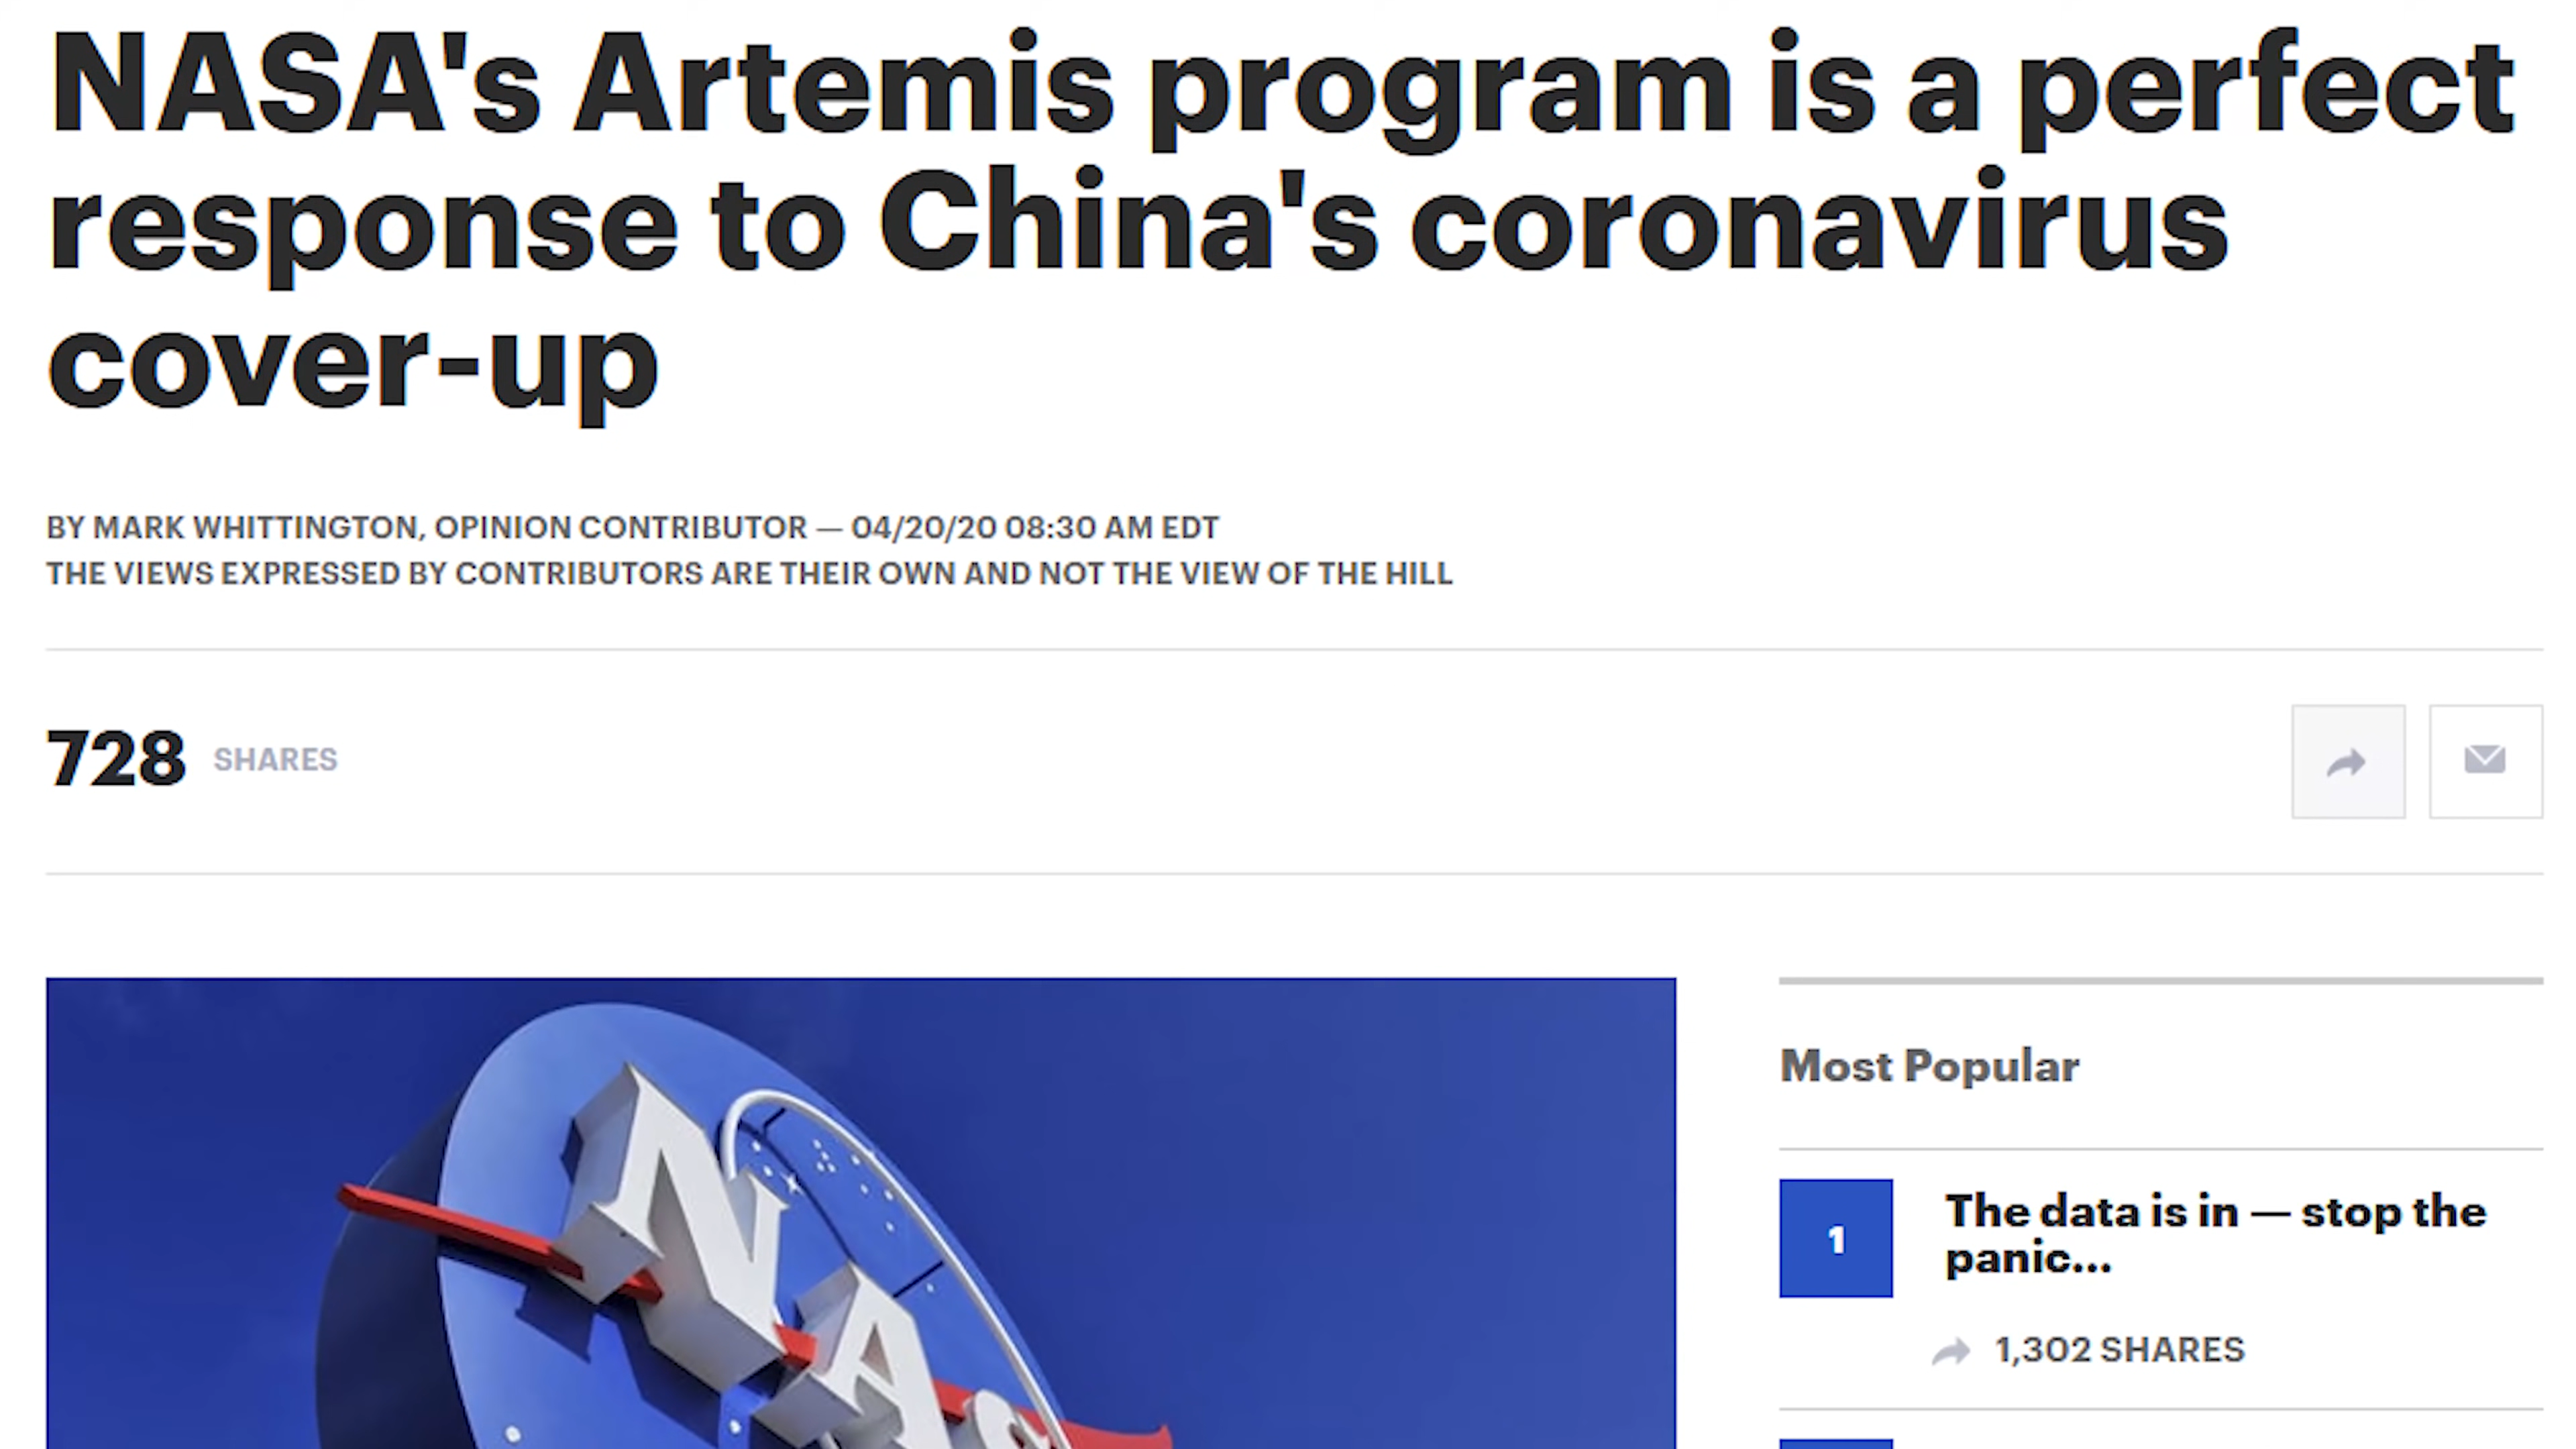 NASA's Artemis program is a perfect
response to China's coronavirus
cover-up
BY MARK WHITTINGTON, OPINION CONTRIBUTOR — 04/20/20 08:30 AM EDT
THE VIEWS EXPRESSED BY CONTRIBUTORS ARE THEIR OWN AND NOT THE VIEW OF THE HILL
728 SHARES
NAS
Most Popular
1
The data is in — stop the
panic...
1,302 SHARES